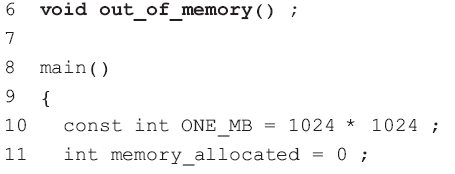 6 void out_of_memory() ;
7
8 main()
9 {
10 const int ONE_MB = 1024 * 1024 ;
11 int memory_allocated = 0 ;